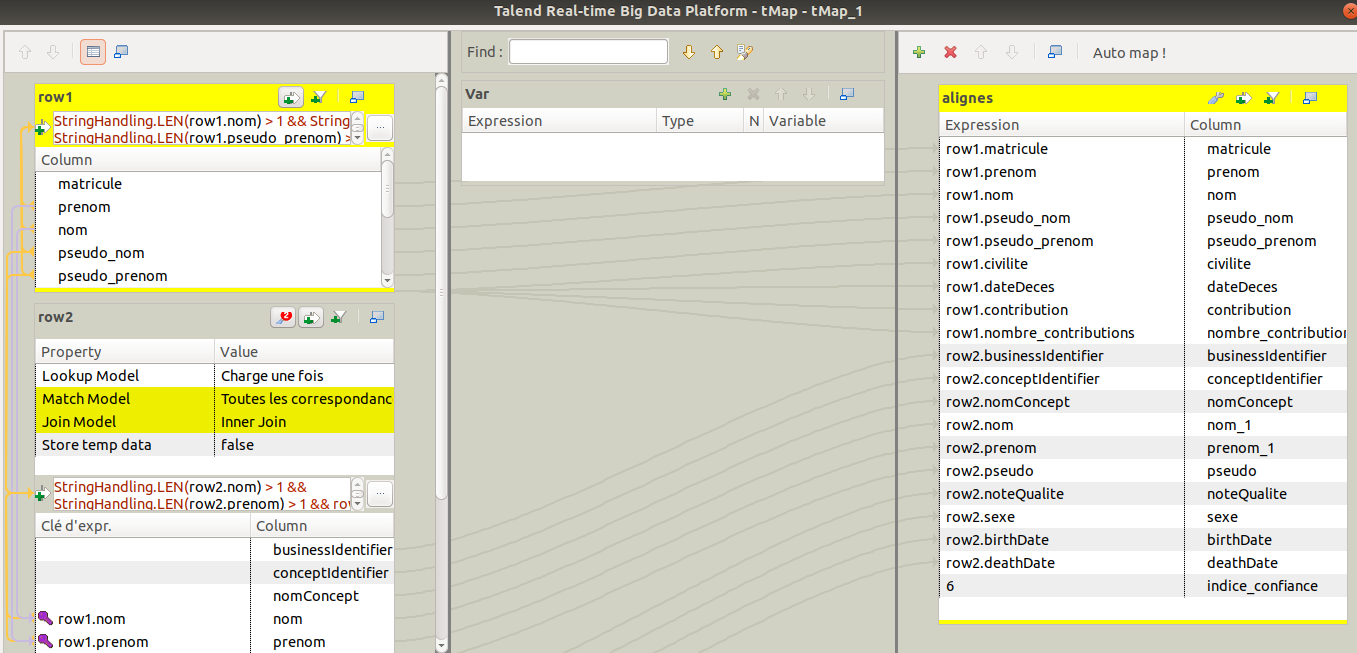 Talend Real-time Big Data Platform - tMap - tMap_1
row1
StringHandling.LEN(row1.nom) > 1 && String
StringHandling.LEN(row1.pseudo_prenom) >
...
Column
matricule
prenom
nom
pseudo_nom
pseudo_prenom
row2
2
Property Value
Lookup Model Charge une fois
Match Model Toutes les correspondanc
Join Model Inner Join
Store temp data false
StringHandling.LEN(row2.nom) > 1 &&
StringHandling.LEN(row2.prenom) > 1 && rov
...
Clé d'expr. Column
businessIdentifier
conceptIdentifier
nomConcept
row1.nom nom
row1.prenom prenom
Find :
Var
Expression Type N Variable
Auto map !
alignes
Expression Column
row1.matricule matricule
row1.prenom prenom
row1.nom nom
row1.pseudo_nom pseudo_nom
row1.pseudo_prenom pseudo_prenom
row1.civilite civilite
row1.dateDeces dateDeces
row1.contribution contribution
row1.nombre_contributions nombre_contribution
row2.businessIdentifier businessIdentifier
row2.conceptIdentifier conceptIdentifier
row2.nomConcept nomConcept
row2.nom nom_1
row2.prenom prenom_1
row2.pseudo pseudo
row2.noteQualite noteQualite
row2.sexe sexe
row2.birthDate birthDate
row2.deathDate deathDate
6 indice_confiance